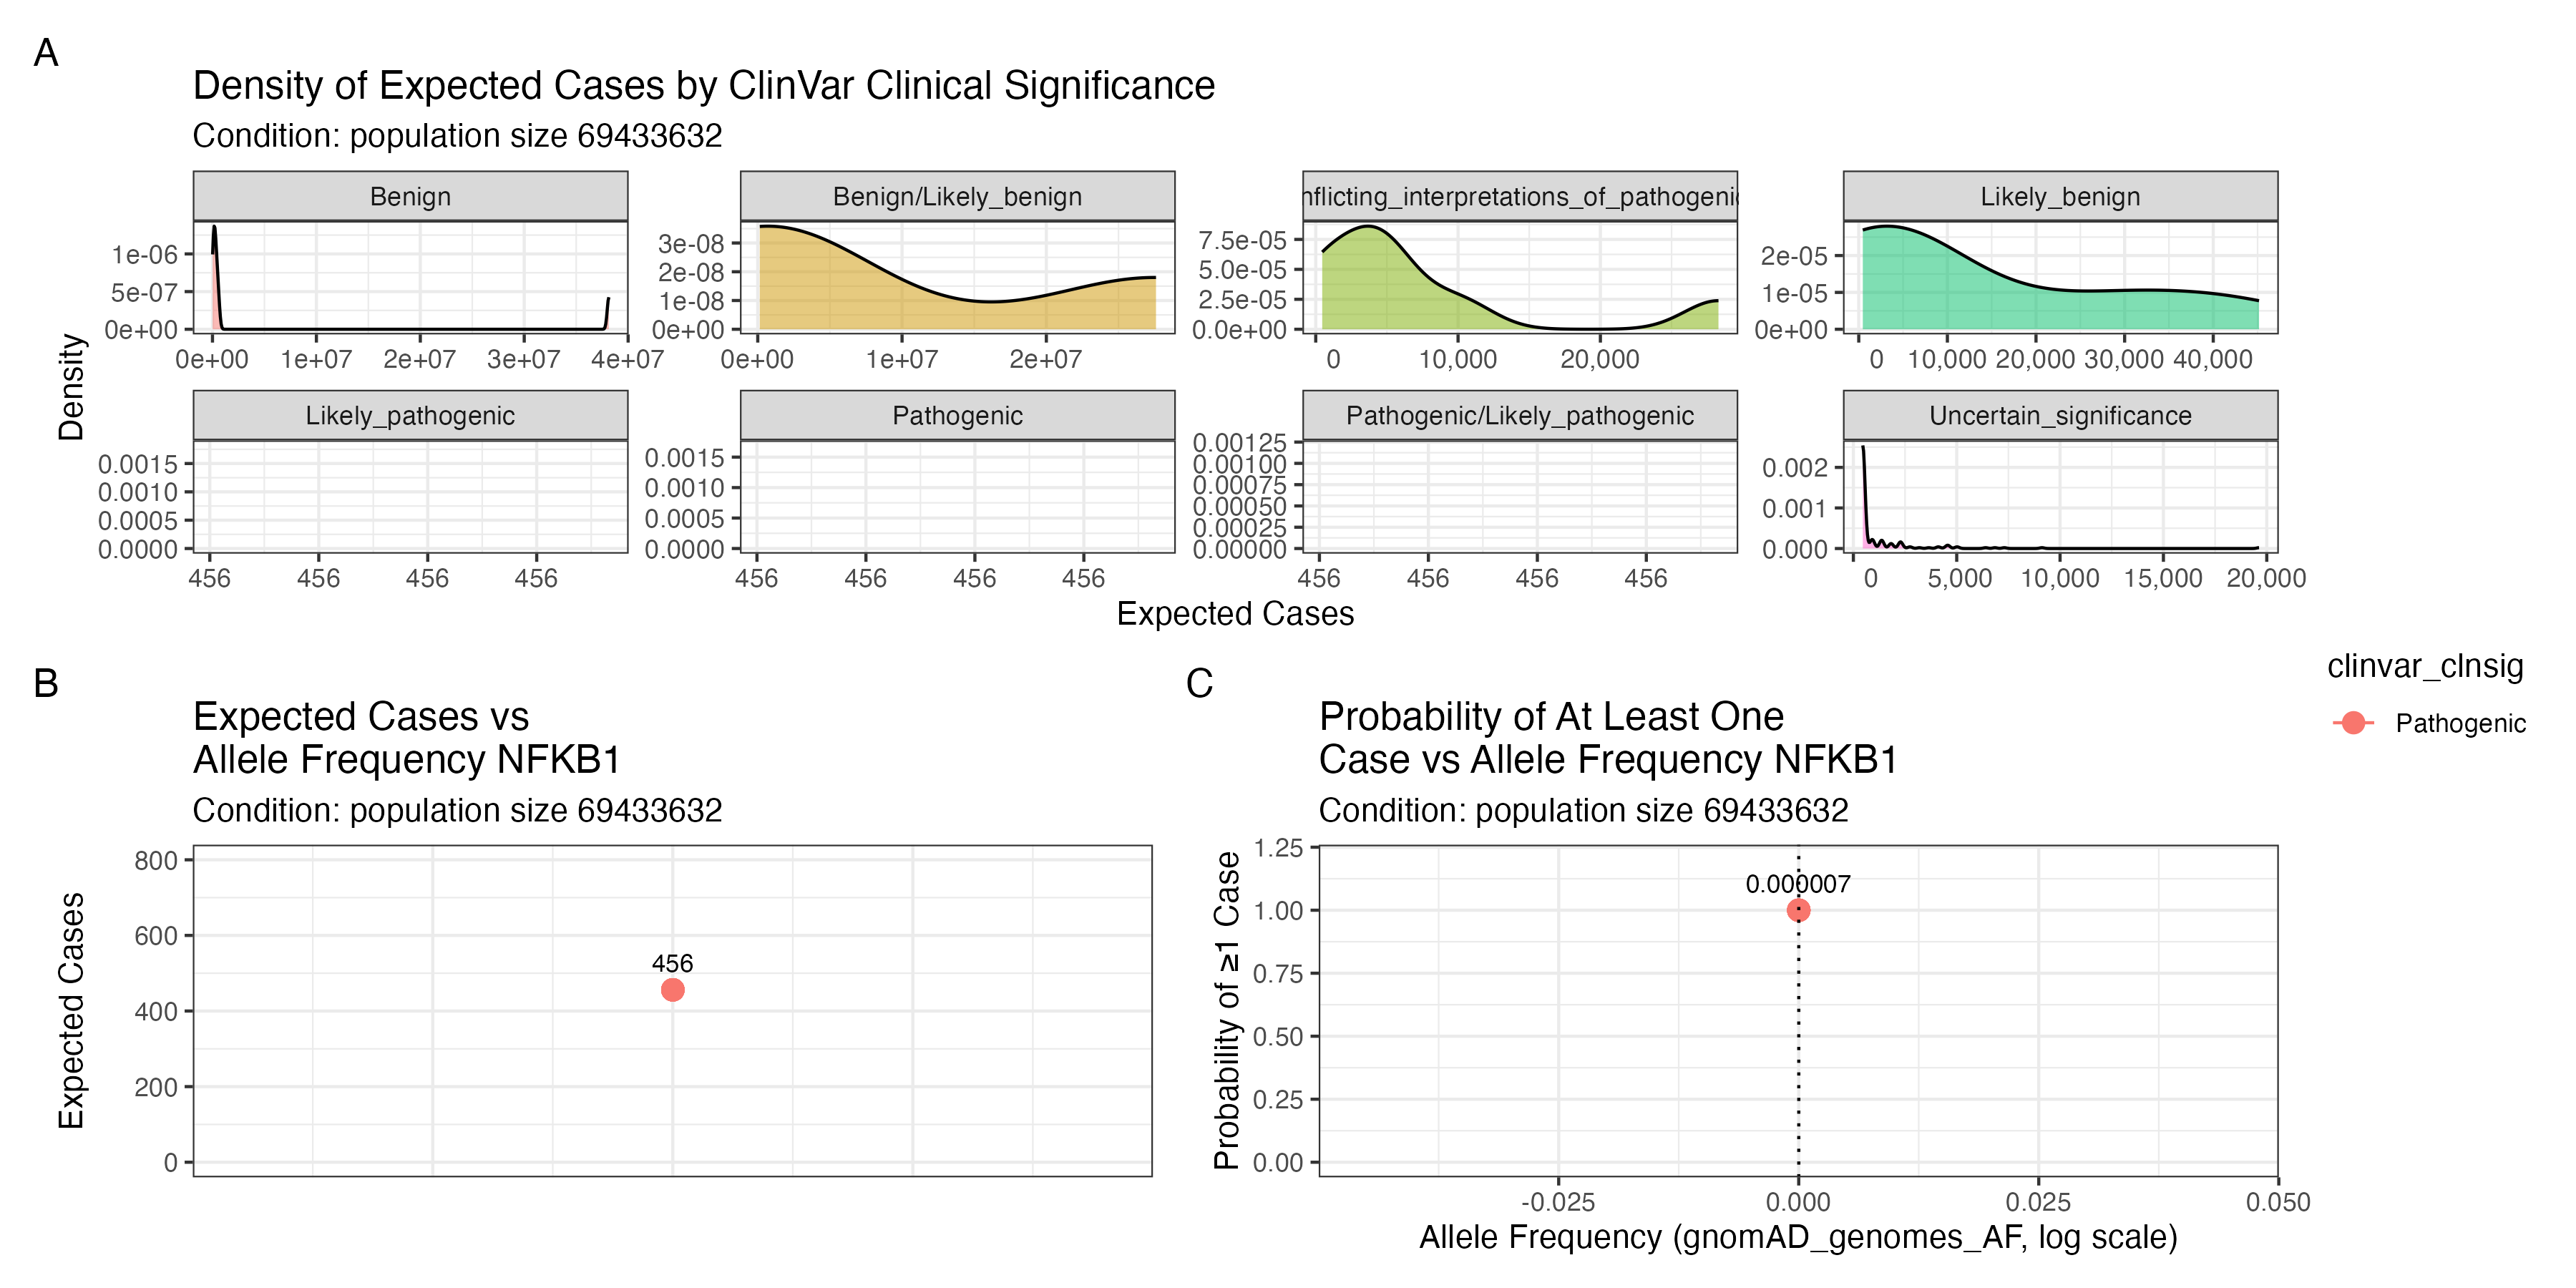 A
Density of Expected Cases by ClinVar Clinical Significance
Condition: population size 69433632
Benign
Benign/Likely_benign
nflicting_interpretations_of_pathogenic
Likely_benign
1e-06
5e-07
0e+00
0e+00 1e+07 2e+07 3e+07 4e+07
3e-08
2e-08
1e-08
0e+00
0e+00 1e+07 2e+07
7.5e-05
5.0e-05
2.5e-05
0.0e+00
0 10,000 20,000
2e-05
1e-05
0e+00
0 10,000 20,000 30,000 40,000
Density
Likely_pathogenic
Pathogenic
Pathogenic/Likely_pathogenic
Uncertain_significance
0.0015
0.0010
0.0005
0.0000
456 456 456 456
0.0015
0.0010
0.0005
0.0000
456 456 456 456
0.00125
0.00100
0.00075
0.00050
0.00025
0.00000
456 456 456 456
0.002
0.001
0.000
0 5,000 10,000 15,000 20,000
Expected Cases
B
Expected Cases vs
Allele Frequency NFKB1
Condition: population size 69433632
Expected Cases
800
600
400
200
0
456
C
Probability of At Least One
Case vs Allele Frequency NFKB1
Condition: population size 69433632
Probability of ≥1 Case
1.25
1.00
0.75
0.50
0.25
0.00
0.000007
-0.025 0.000 0.025 0.050
Allele Frequency (gnomAD_genomes_AF, log scale)
clinvar_clnsig
Pathogenic